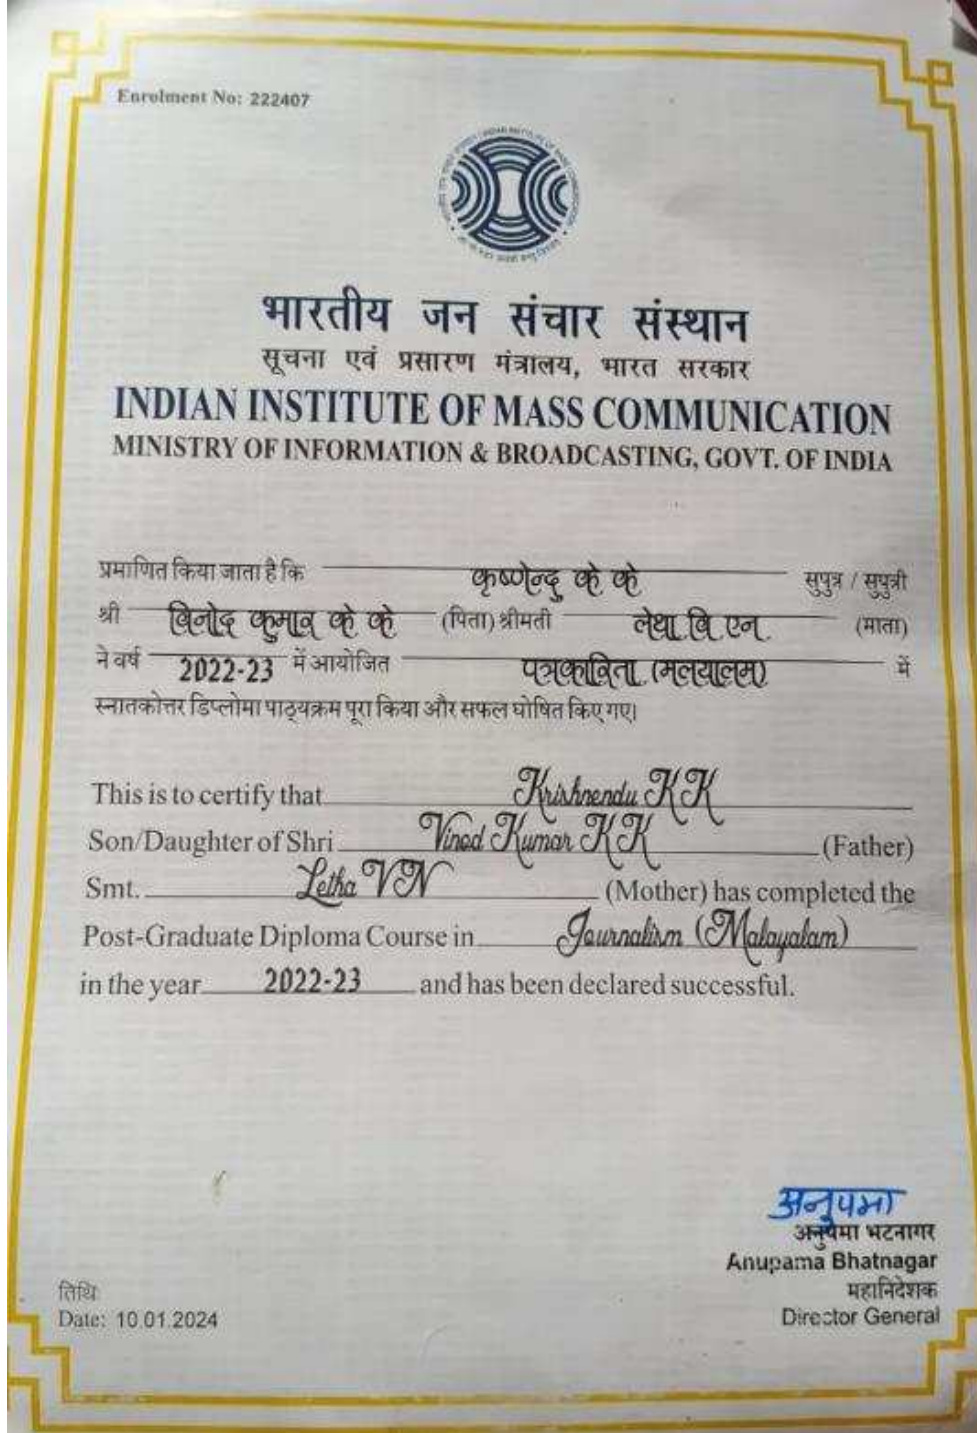 Enrolment No: 222407
भारतीय जन संचार संस्थान
सूचना एवं प्रसारण मंत्रालय, भारत सरकार
INDIAN INSTITUTE OF MASS COMMUNICATION
MINISTRY OF INFORMATION & BROADCASTING, GOVT. OF INDIA
प्रमाणित किया जाता है कि कृष्णेन्दु के के सुपुत्र / सुपुत्री
श्री विनोद कुमार के के (पिता) श्रीमती लेथा वि एन (माता)
ने वर्ष 2022-23 में आयोजित पत्रकारिता (मलयालम) में
स्नातकोत्तर डिप्लोमा पाठ्यक्रम पूरा किया और सफल घोषित किए गए।
This is to certify that Krishnendu K K
Son/Daughter of Shri Vinod Kumar K K (Father)
Smt. Letha V N (Mother) has completed the
Post-Graduate Diploma Course in Journalism (Malayalam)
in the year 2022-23 and has been declared successful.
अनुपमा
अनुपमा भटनागर
Anupama Bhatnagar
महानिदेशक
Director General
तिथि
Date: 10.01.2024